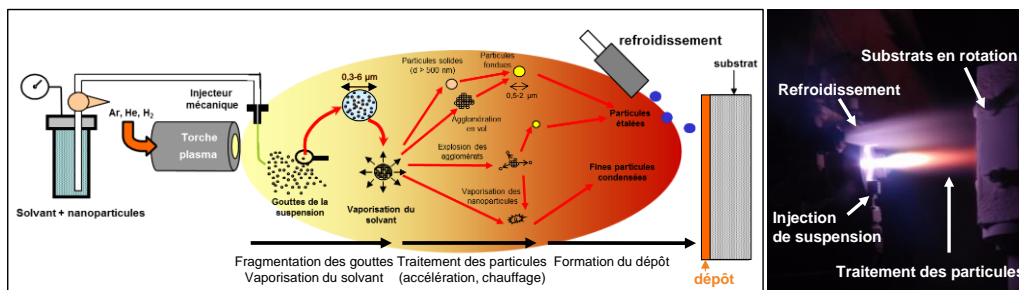 refroidissement
substrat
Particules solides
(d > 500 nm)
Particules
fondues
0,3-6 µm
0,5-2 µm
Injecteur
mécanique
Ar, He, H2
Agglomération
en vol
Particules
étalées
Torche
plasma
Explosion des
agglomérats
Fines particules
condensées
Vaporisation des
nanoparticules
Gouttes de la
suspension
Vaporisation du
solvant
Solvant + nanoparticules
Fragmentation des gouttes
Vaporisation du solvant
Traitement des particules
(accélération, chauffage)
Formation du dépôt
dépôt
Substrats en rotation
Refroidissement
Injection
de suspension
Traitement des particules